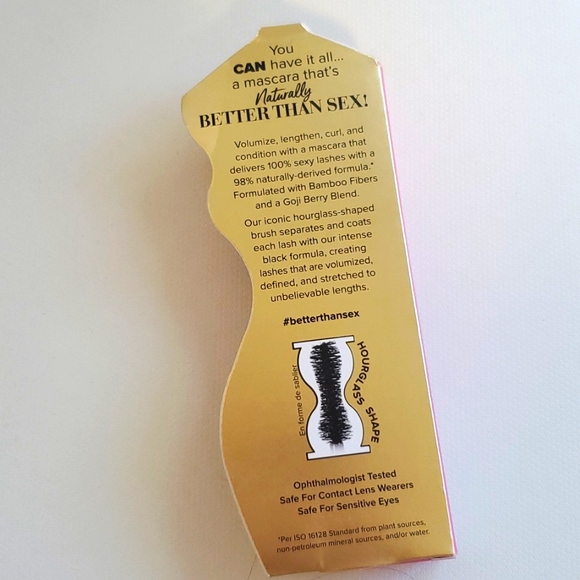 You
CAN have it all...
a mascara that's
Naturally
BETTER THAN SEX!
Volumize, lengthen, curl, and
condition with a mascara that
delivers 100% sexy lashes with a
98% naturally-derived formula.*
Formulated with Bamboo Fibers
and a Goji Berry Blend.
Our iconic hourglass-shaped
brush separates and coats
each lash with our intense
black formula, creating
lashes that are volumized,
defined, and stretched to
unbelievable lengths.
#betterthansex
En forme de sablier
HOURGLASS SHAPE
Ophthalmologist Tested
Safe For Contact Lens Wearers
Safe For Sensitive Eyes
*Per ISO 16128 Standard from plant sources,
non-petroleum mineral sources, and/or water.